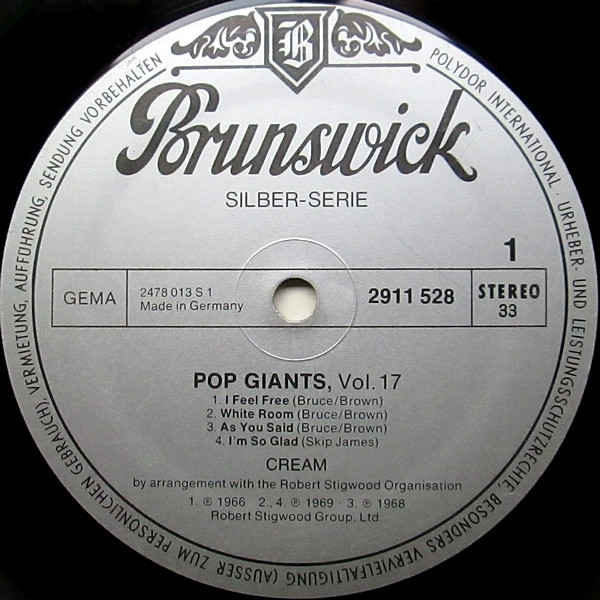 B
Brunswick
SILBER-SERIE
1
GEMA
2478 013 S 1
Made in Germany
2911 528
STEREO
33
POP GIANTS, Vol. 17
1. I Feel Free (Bruce/Brown)
2. White Room (Bruce/Brown)
3. As You Said (Bruce/Brown)
4. I'm So Glad (Skip James)
CREAM
by arrangement with the Robert Stigwood Organisation
1. ℗ 1966 2., 4. ℗ 1969 · 3. ℗ 1968
Robert Stigwood Group, Ltd.
POLYDOR INTERNATIONAL · URHEBER- UND LEISTUNGSSCHUTZRECHTE, BESONDERS VERVIELFÄLTIGUNG (AUSSER ZUM PERSÖNLICHEN GEBRAUCH), VERMIETUNG, AUFFÜHRUNG, SENDUNG VORBEHALTEN